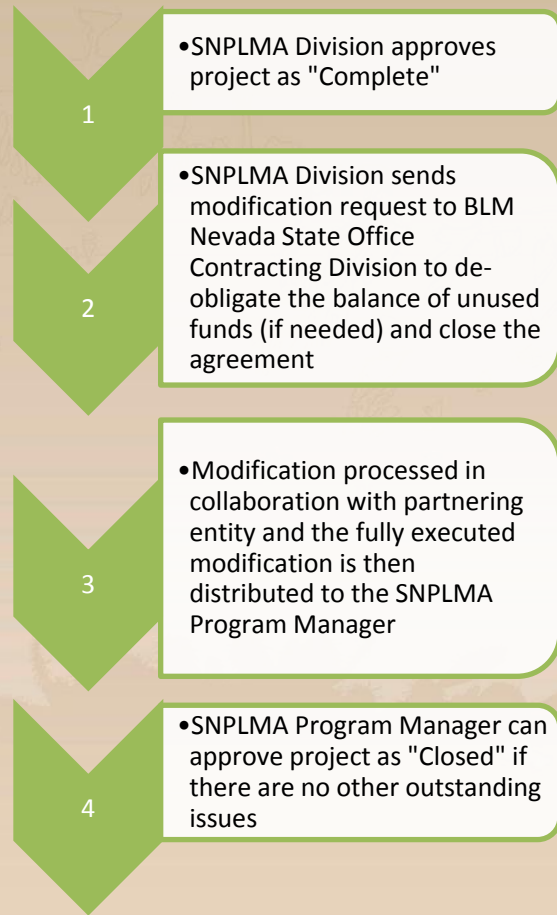 1
•SNPLMA Division approves
project as "Complete"
2
•SNPLMA Division sends
modification request to BLM
Nevada State Office
Contracting Division to de-
obligate the balance of unused
funds (if needed) and close the
agreement
3
•Modification processed in
collaboration with partnering
entity and the fully executed
modification is then
distributed to the SNPLMA
Program Manager
4
•SNPLMA Program Manager can
approve project as "Closed" if
there are no other outstanding
issues